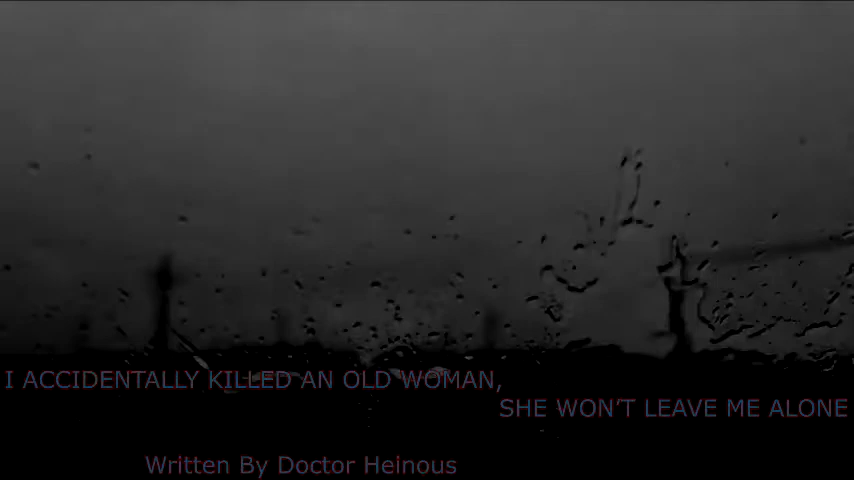 I ACCIDENTALLY KILLED AN OLD WOMAN,
SHE WON'T LEAVE ME ALONE
Written By Doctor Heinous